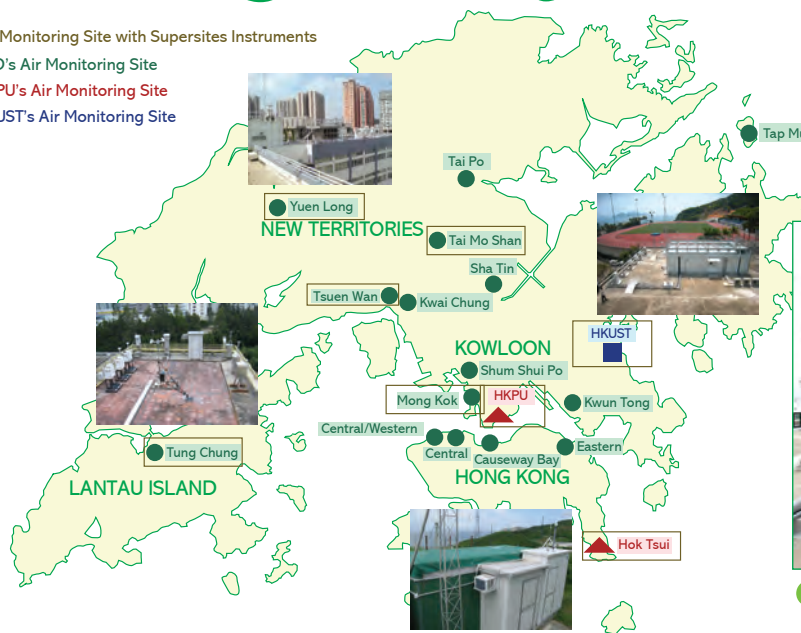 Monitoring Site with Supersites Instruments
's Air Monitoring Site
PU's Air Monitoring Site
UST's Air Monitoring Site
Tap M
Tai Po
Yuen Long
NEW TERRITORIES
Tai Mo Shan
Sha Tin
Tsuen Wan
Kwai Chung
HKUST
KOWLOON
Shum Shui Po
Mong Kok
HKPU
Kwun Tong
Central/Western
Central
Causeway Bay
Eastern
Tung Chung
HONG KONG
LANTAU ISLAND
Hok Tsui